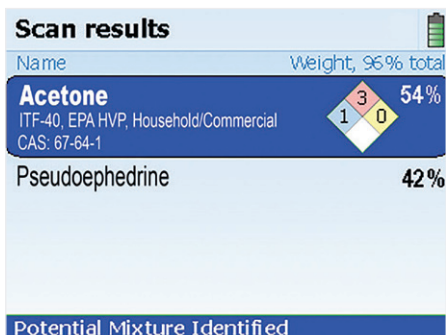 Scan results
Name Weight, 96% total
Acetone 54%
ITF-40, EPA HVP, Household/Commercial
CAS: 67-64-1
3
1 0
Pseudoephedrine 42%
Potential Mixture Identified